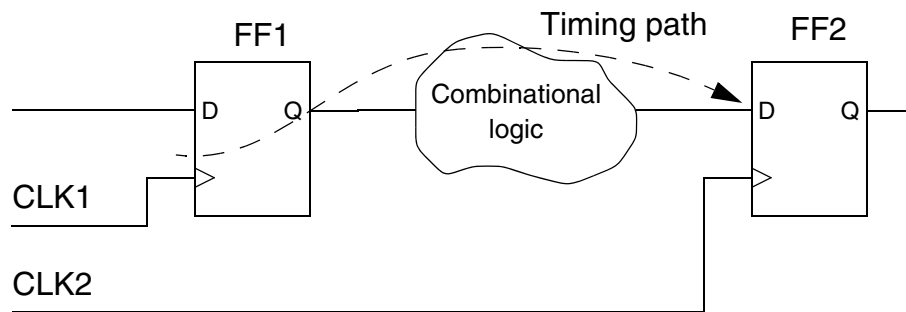 Timing path
FF1
FF2
Combinational
logic
D
Q
D
Q
CLK1
CLK2